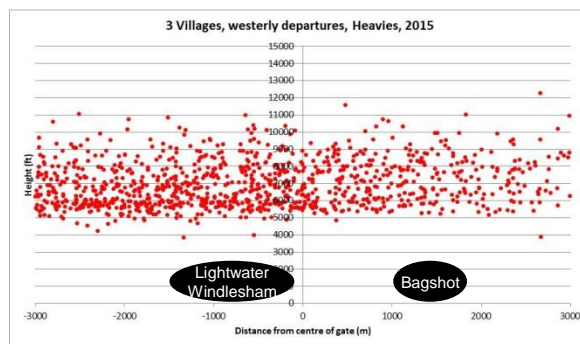 3 Villages, westerly departures, Heavies, 2015
15000
14000
13000
12000
11000
10000
9000
8000
7000
6000
5000
4000
3000
2000
1000
0
Height (ft)
Lightwater
Windlesham
Bagshot
-3000 -2000 -1000 0 1000 2000 3000
Distance from centre of gate (m)